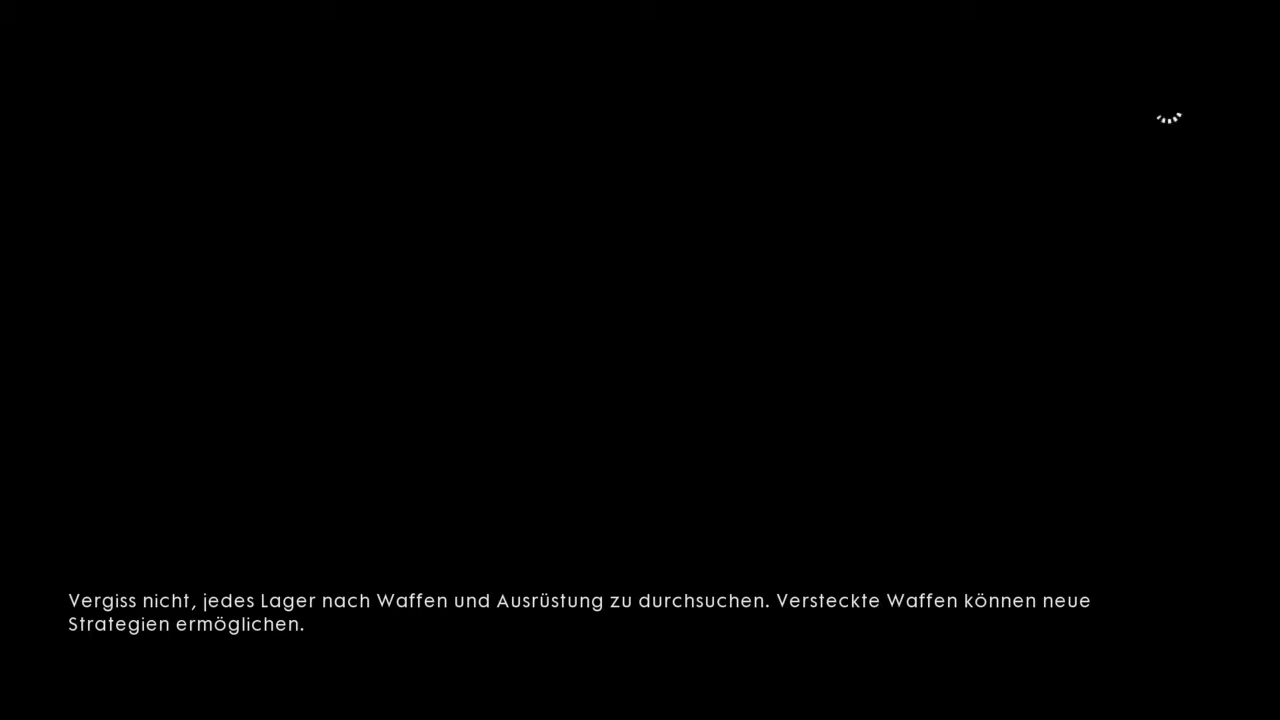 Vergiss nicht, jedes Lager nach Waffen und Ausrüstung zu durchsuchen. Versteckte Waffen können neue
Strategien ermöglichen.